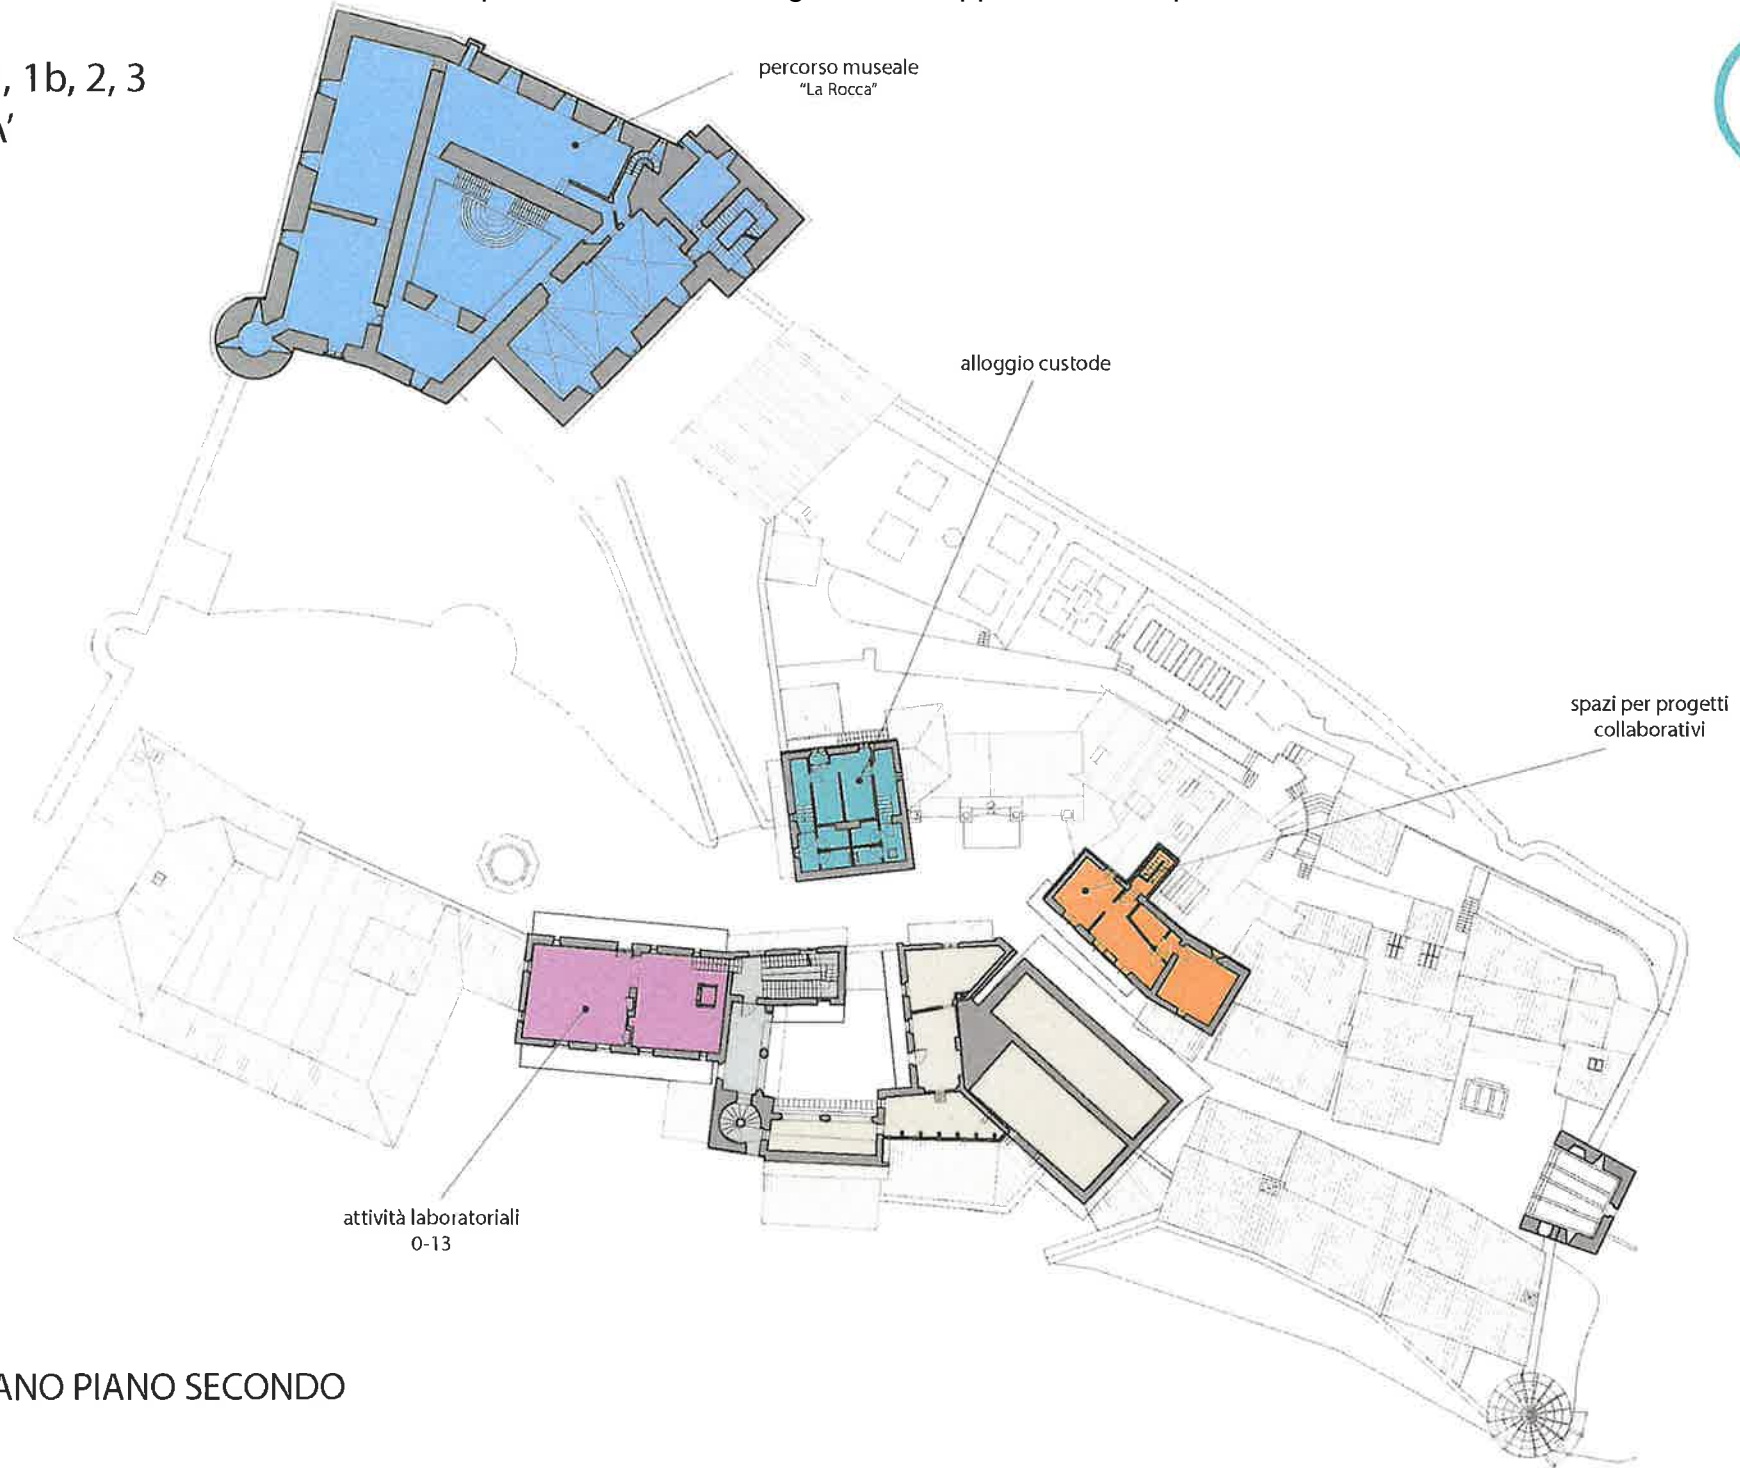 , 1b, 2, 3
A'
percorso museale
"La Rocca"
alloggio custode
spazi per progetti
collaborativi
attività laboratoriali
0-13
ANO PIANO SECONDO